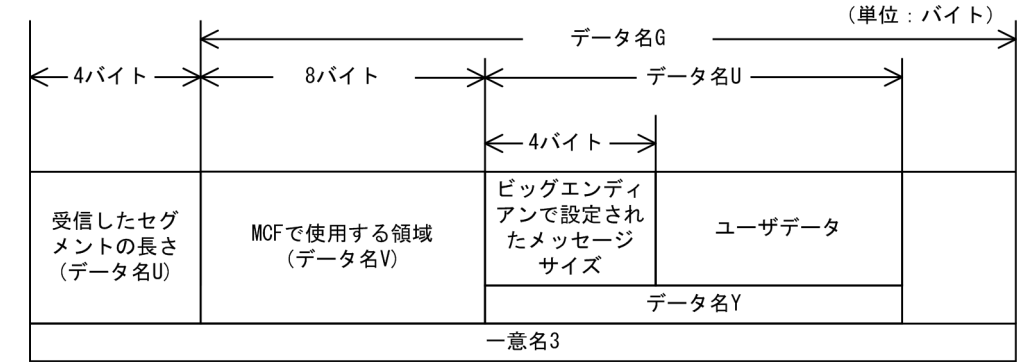 (単位:バイト)
データ名G
4バイト
8バイト
データ名U
4バイト
受信したセグ
メントの長さ
(データ名U)
MCFで使用する領域
(データ名V)
ビッグエンディ
アンで設定され
たメッセージ
サイズ
ユーザデータ
データ名Y
一意名3